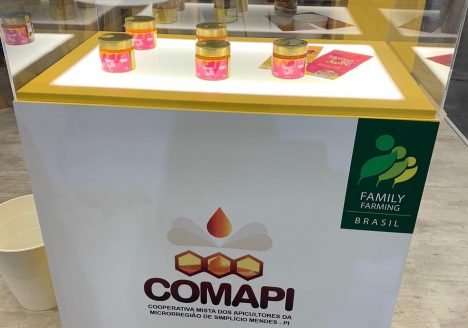 FAMILY
FARMING
BRASIL
COMAPI
COOPERATIVA MISTA DOS APICULTORES DA
MICRORREGIÃO DE SIMPLÍCIO MENDES - PI